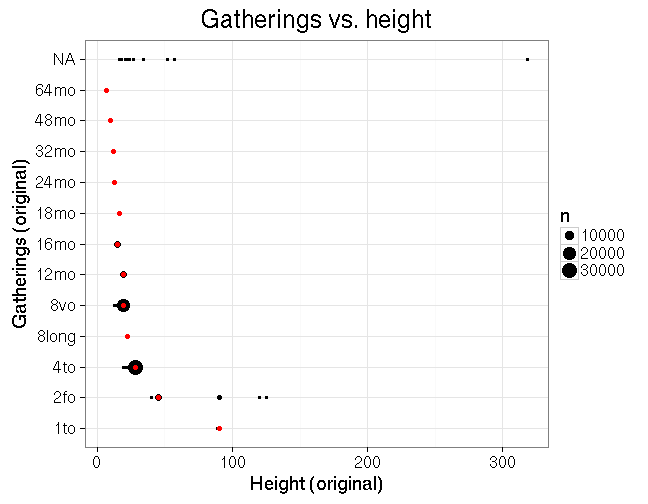 Gatherings vs. height
Gatherings (original)
NA
64mo
48mo
32mo
24mo
18mo
16mo
12mo
8vo
8long
4to
2fo
1to
0 100 200 300
Height (original)
n
10000
20000
30000